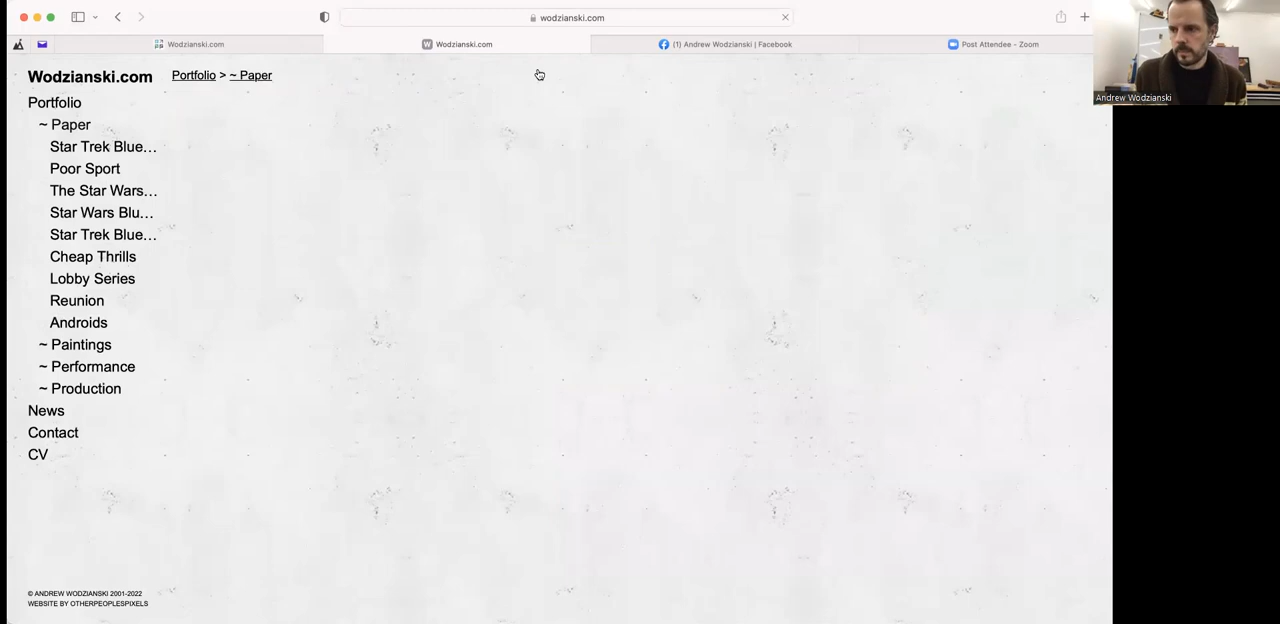 wodzianski.com
Wodzianski.com
Wodzianski.com
(1) Andrew Wodzianski | Facebook
Post Attendee - Zoom
Andrew Wodzianski
Wodzianski.com
Portfolio > ~ Paper
Portfolio
~ Paper
Star Trek Blue...
Poor Sport
The Star Wars...
Star Wars Blu...
Star Trek Blue...
Cheap Thrills
Lobby Series
Reunion
Androids
~ Paintings
~ Performance
~ Production
News
Contact
CV
© ANDREW WODZIANSKI 2001-2022
WEBSITE BY OTHERPEOPLESPIXELS